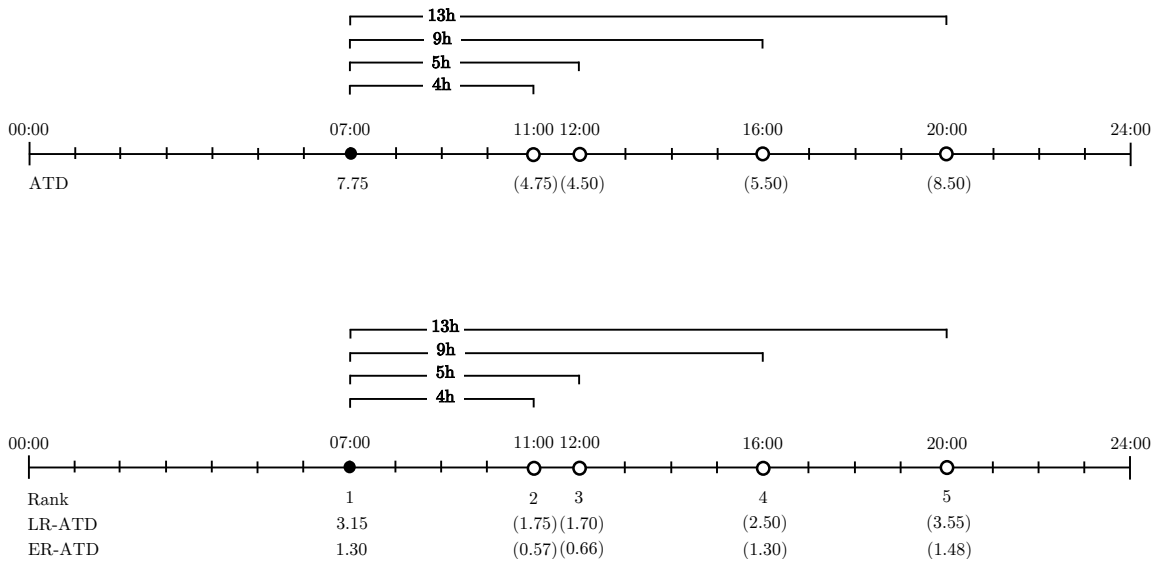 13h
9h
5h
4h
00:00 07:00 11:00 12:00 16:00 20:00 24:00
ATD 7.75 (4.75) (4.50) (5.50) (8.50)
13h
9h
5h
4h
00:00 07:00 11:00 12:00 16:00 20:00 24:00
Rank 1 2 3 4 5
LR-ATD 3.15 (1.75) (1.70) (2.50) (3.55)
ER-ATD 1.30 (0.57) (0.66) (1.30) (1.48)